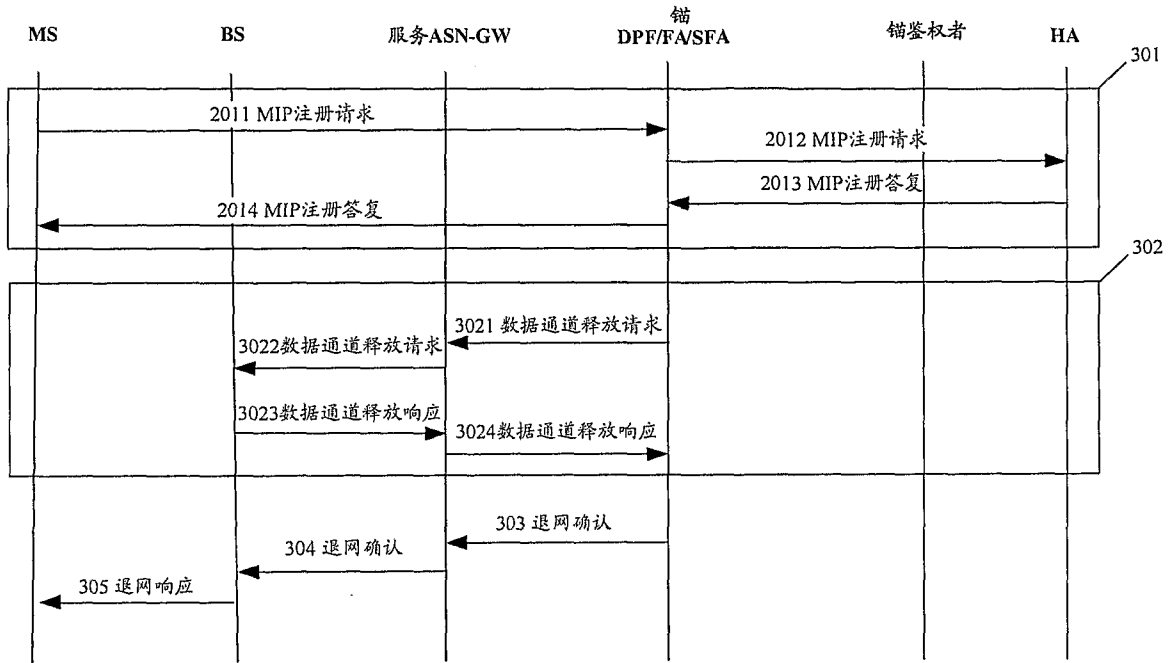 MS
BS
服务ASN-GW
锚
DPF/FA/SFA
锚鉴权者
HA
301
2011 MIP注册请求
2012 MIP注册请求
2013 MIP注册答复
2014 MIP注册答复
302
3021 数据通道释放请求
3022数据通道释放请求
3023数据通道释放响应
3024数据通道释放响应
303 退网确认
304 退网确认
305 退网响应